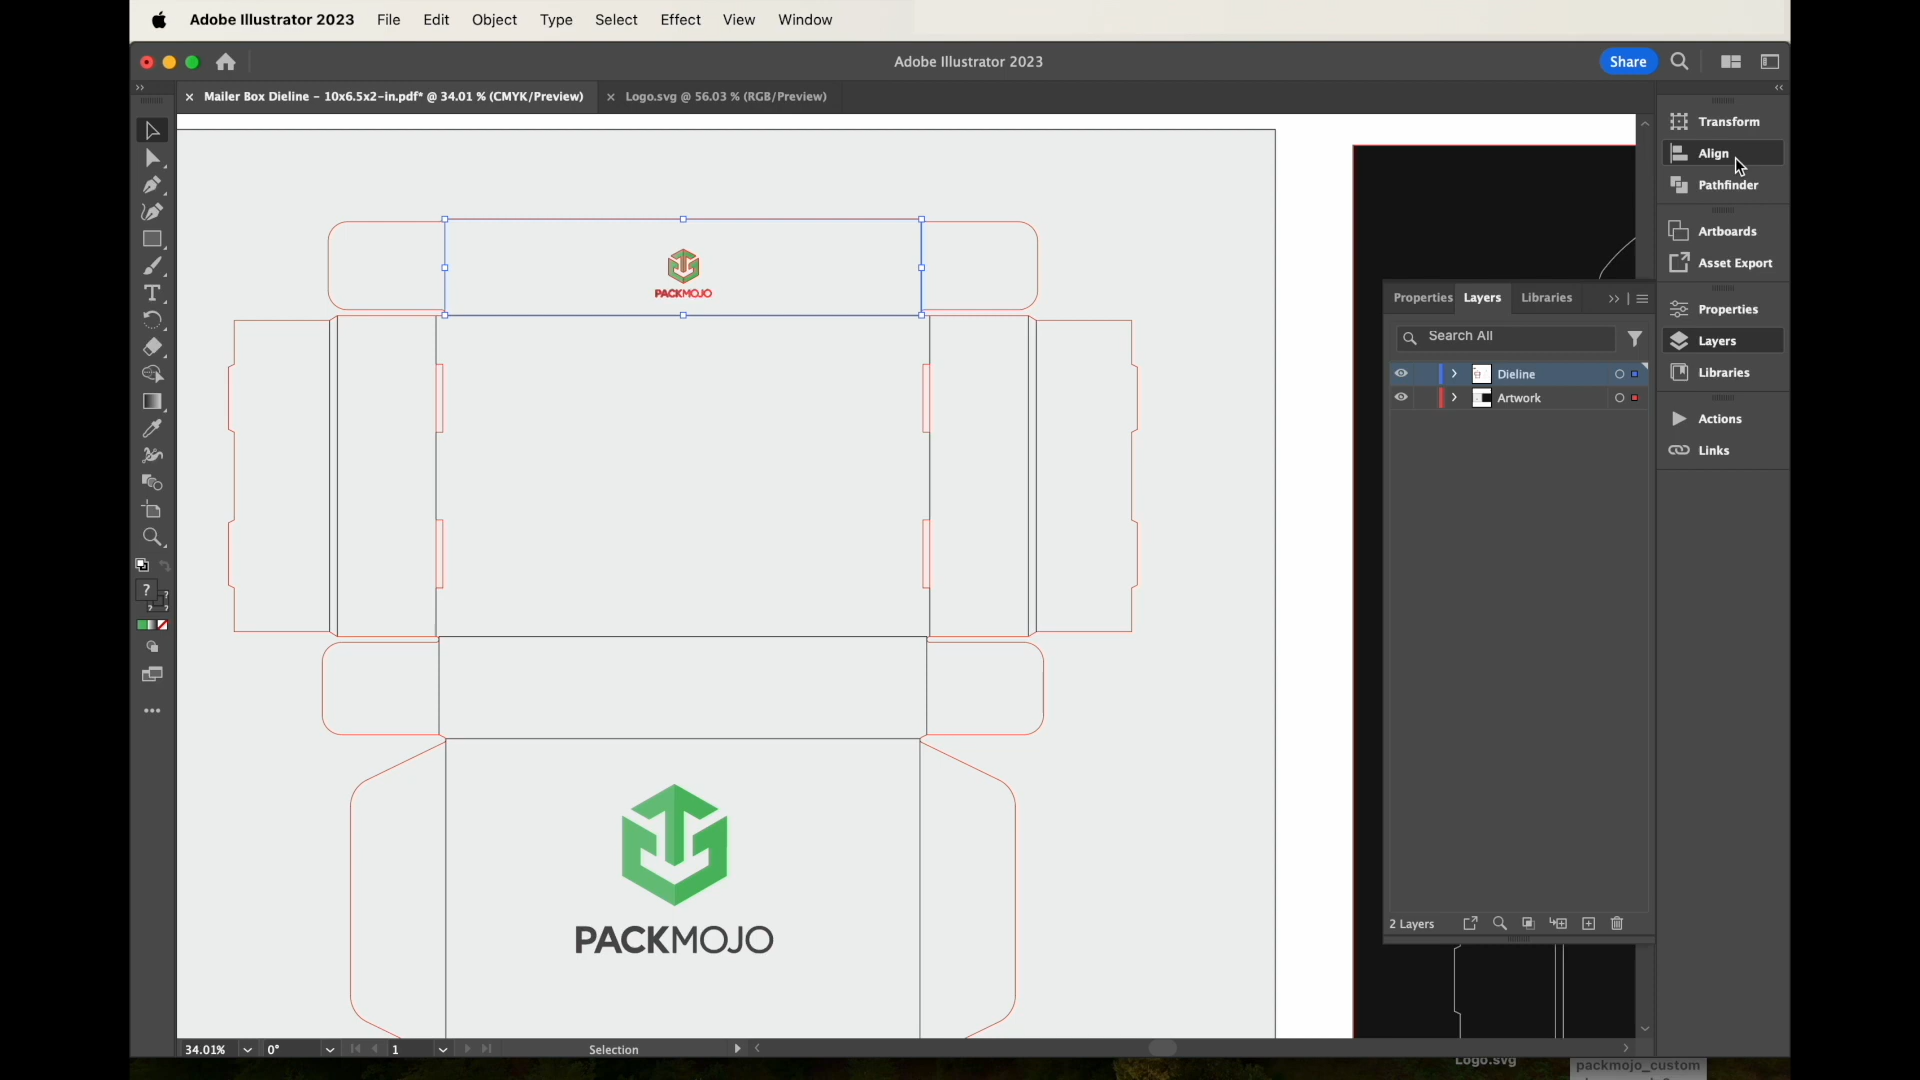 Adobe Illustrator 2023 File Edit Object Type Select Effect View Window
Adobe Illustrator 2023
Share
Mailer Box Dieline - 10x6.5x2-in.pdf* @ 34.01 % (CMYK/Preview)
Logo.svg @ 56.03 % (RGB/Preview)
Transform
Align
Pathfinder
Artboards
Asset Export
Properties
Layers
Libraries
Actions
Links
Properties Layers Libraries
Search All
Dieline
Artwork
2 Layers
PACKMOJO
PACKMOJO
34.01% 0° 1 Selection
Logo.svg
packmojo_custom